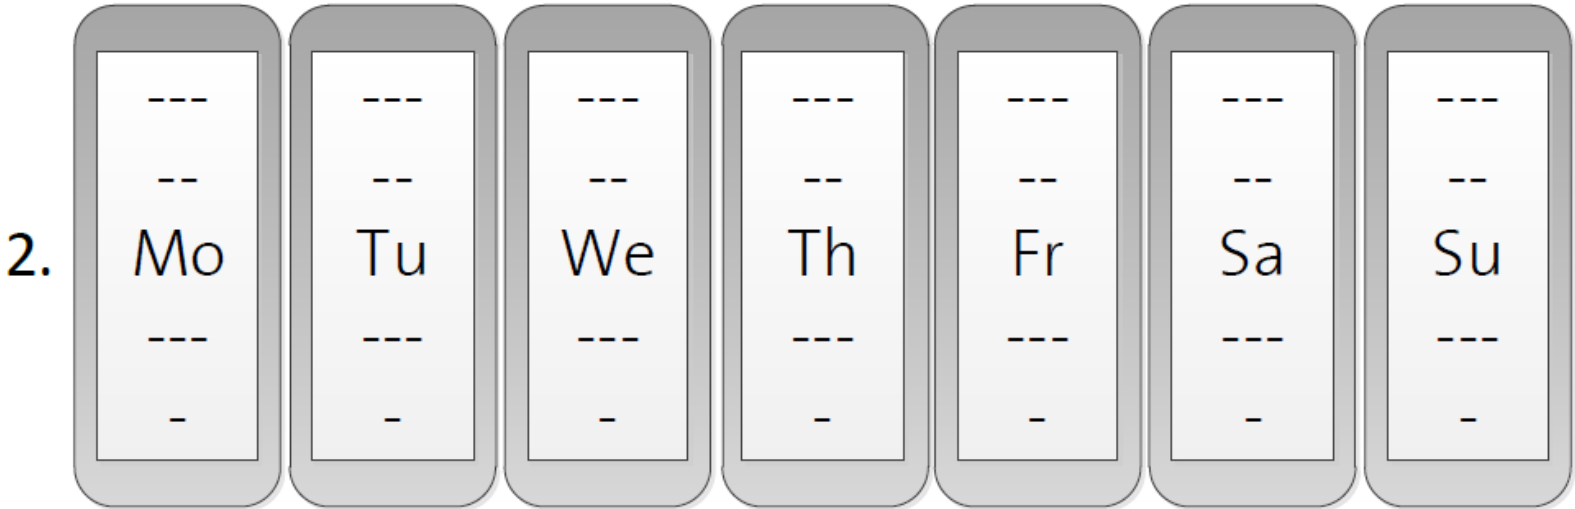 --- --- --- --- --- --- ---
-- -- -- -- -- -- --
2. Mo Tu We Th Fr Sa Su
--- --- --- --- --- --- ---
- - - - - - -